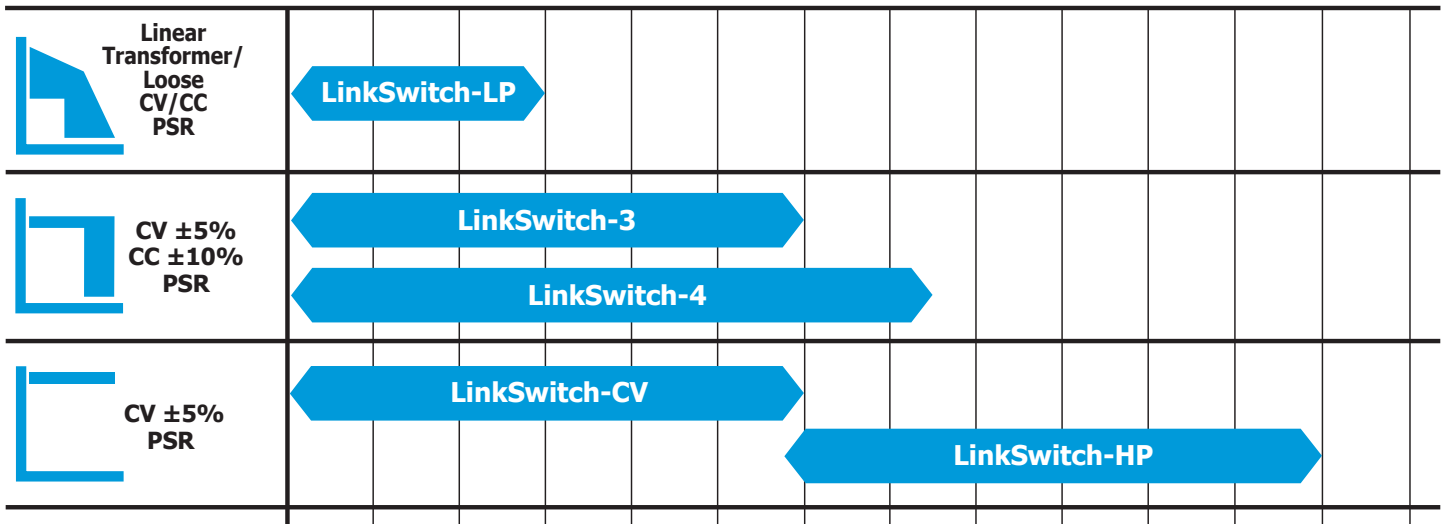 Linear
Transformer/
Loose
CV/CC
PSR
LinkSwitch-LP
CV ±5%
CC ±10%
PSR
LinkSwitch-3
LinkSwitch-4
CV ±5%
PSR
LinkSwitch-CV
LinkSwitch-HP